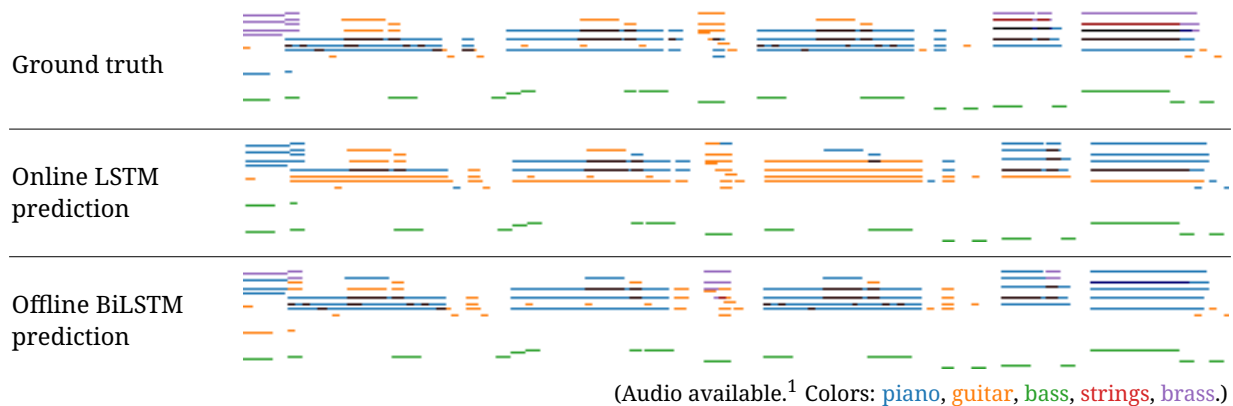 Ground truth
Online LSTM
prediction
Offline BiLSTM
prediction
(Audio available.1 Colors: piano, guitar, bass, strings, brass.)